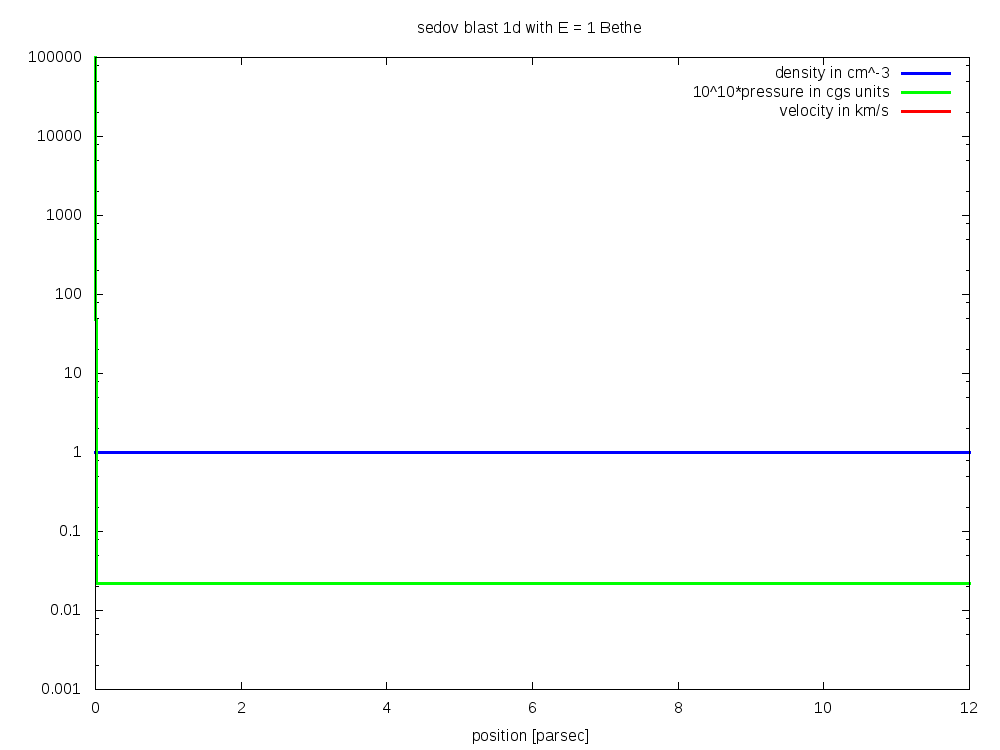 sedov blast 1d with E = 1 Bethe
density in cm^-3
10^10*pressure in cgs units
velocity in km/s
100000
10000
1000
100
10
1
0.1
0.01
0.001
0 2 4 6 8 10 12
position [parsec]